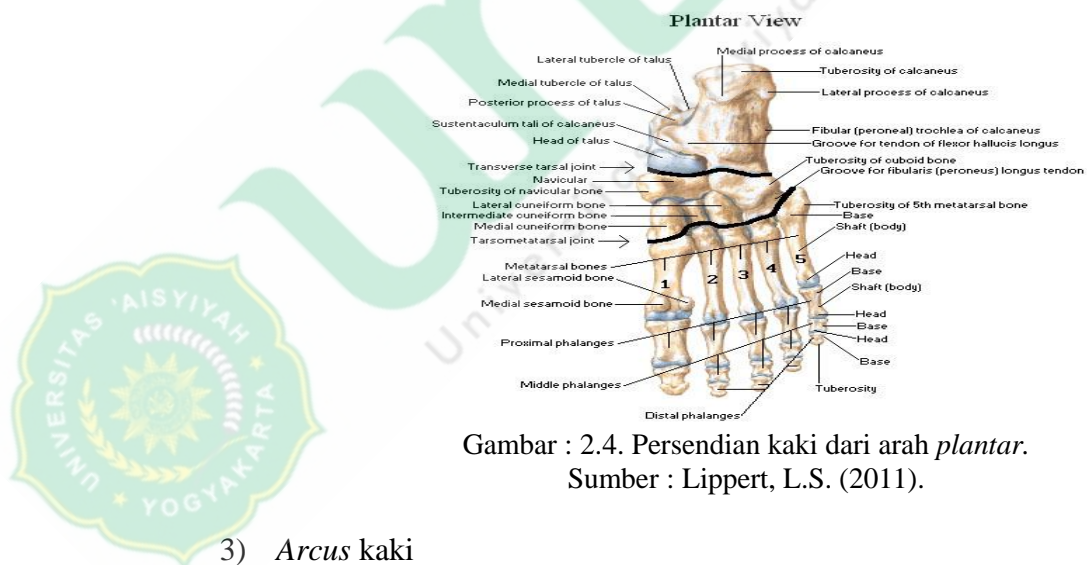 Plantar View
Medial process of calcaneus
Lateral tubercle of talus
Tuberosity of calcaneus
Medial tubercle of talus
Lateral process of calcaneus
Posterior process of talus
Sustentaculum tali of calcaneus
Fibular (peroneal) trochlea of calcaneus
Head of talus
Groove for tendon of flexor hallucis longus
Transverse tarsal joint
Tuberosity of cuboid bone
Groove for fibularis (peroneus) longus tendon
Navicular
Tuberosity of navicular bone
Lateral cuneiform bone
Tuberosity of 5th metatarsal bone
Intermediate cuneiform bone
Base
Medial cuneiform bone
Shaft (body)
Tarsometatarsal joint
Metatarsal bones
Head
Lateral sesamoid bone
Base
1 2 3 4 5
Shaft (body)
Medial sesamoid bone
Head
Base
Proximal phalanges
Head
Base
Middle phalanges
Tuberosity
Distal phalanges
UNIVERSITAS 'AISYIYAH
YOGYAKARTA
Gambar : 2.4. Persendian kaki dari arah plantar.
Sumber : Lippert, L.S. (2011).
3) Arcus kaki